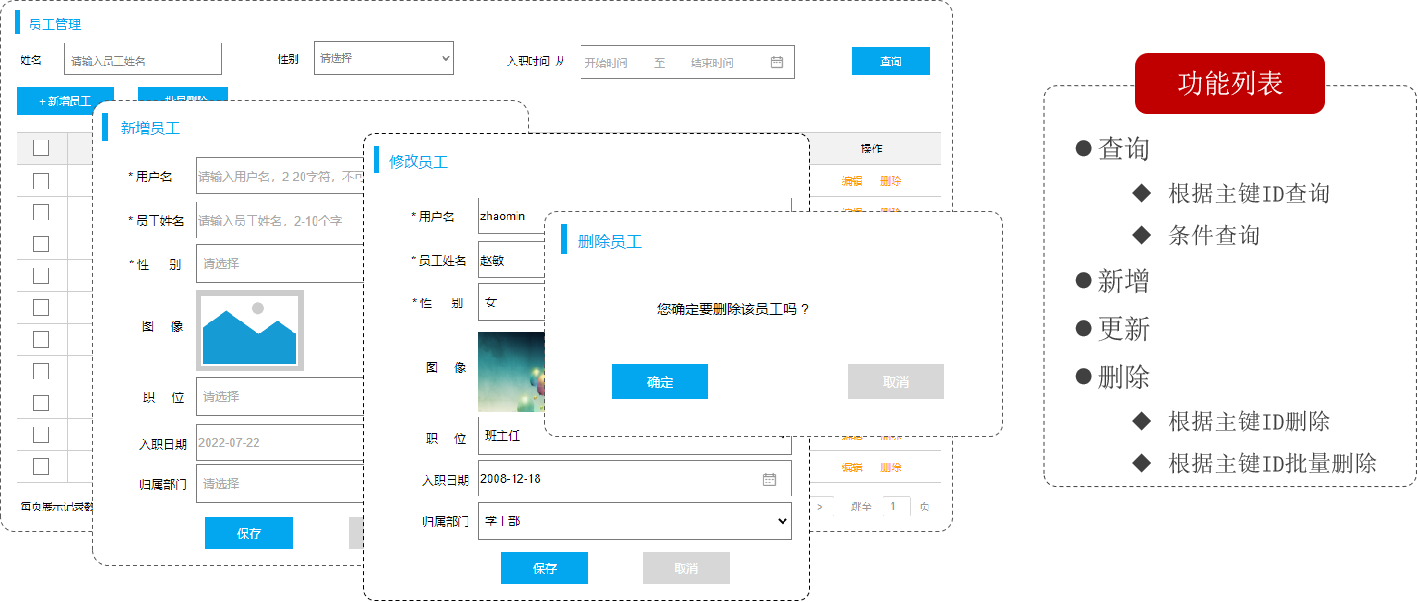 员工管理
姓名 请输入员工姓名 性别 请选择 入职时间 从 开始时间 至 结束时间 查询
+ 新增员工 批量删除
操作
编辑 删除
编辑 删除
编辑 删除
编辑 删除
每页展示记录数 > 跳至 1 页
新增员工
* 用户名 请输入用户名，2-20字符，不可
* 员工姓名 请输入员工姓名，2-10个字
* 性 别 请选择
图 像
职 位 请选择
入职日期 2022-07-22
归属部门 请选择
保存
修改员工
* 用户名 zhaomin
* 员工姓名 赵敏
* 性 别 女
图 像
职 位 班主任
入职日期 2008-12-18
归属部门 学工部
保存 取消
删除员工
您确定要删除该员工吗？
确定 取消
功能列表
● 查询
◆ 根据主键ID查询
◆ 条件查询
● 新增
● 更新
● 删除
◆ 根据主键ID删除
◆ 根据主键ID批量删除